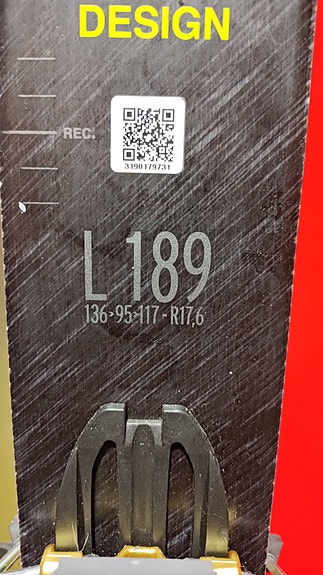 DESIGN
REC.
3190179731
L 189
136>95>117 - R17,6